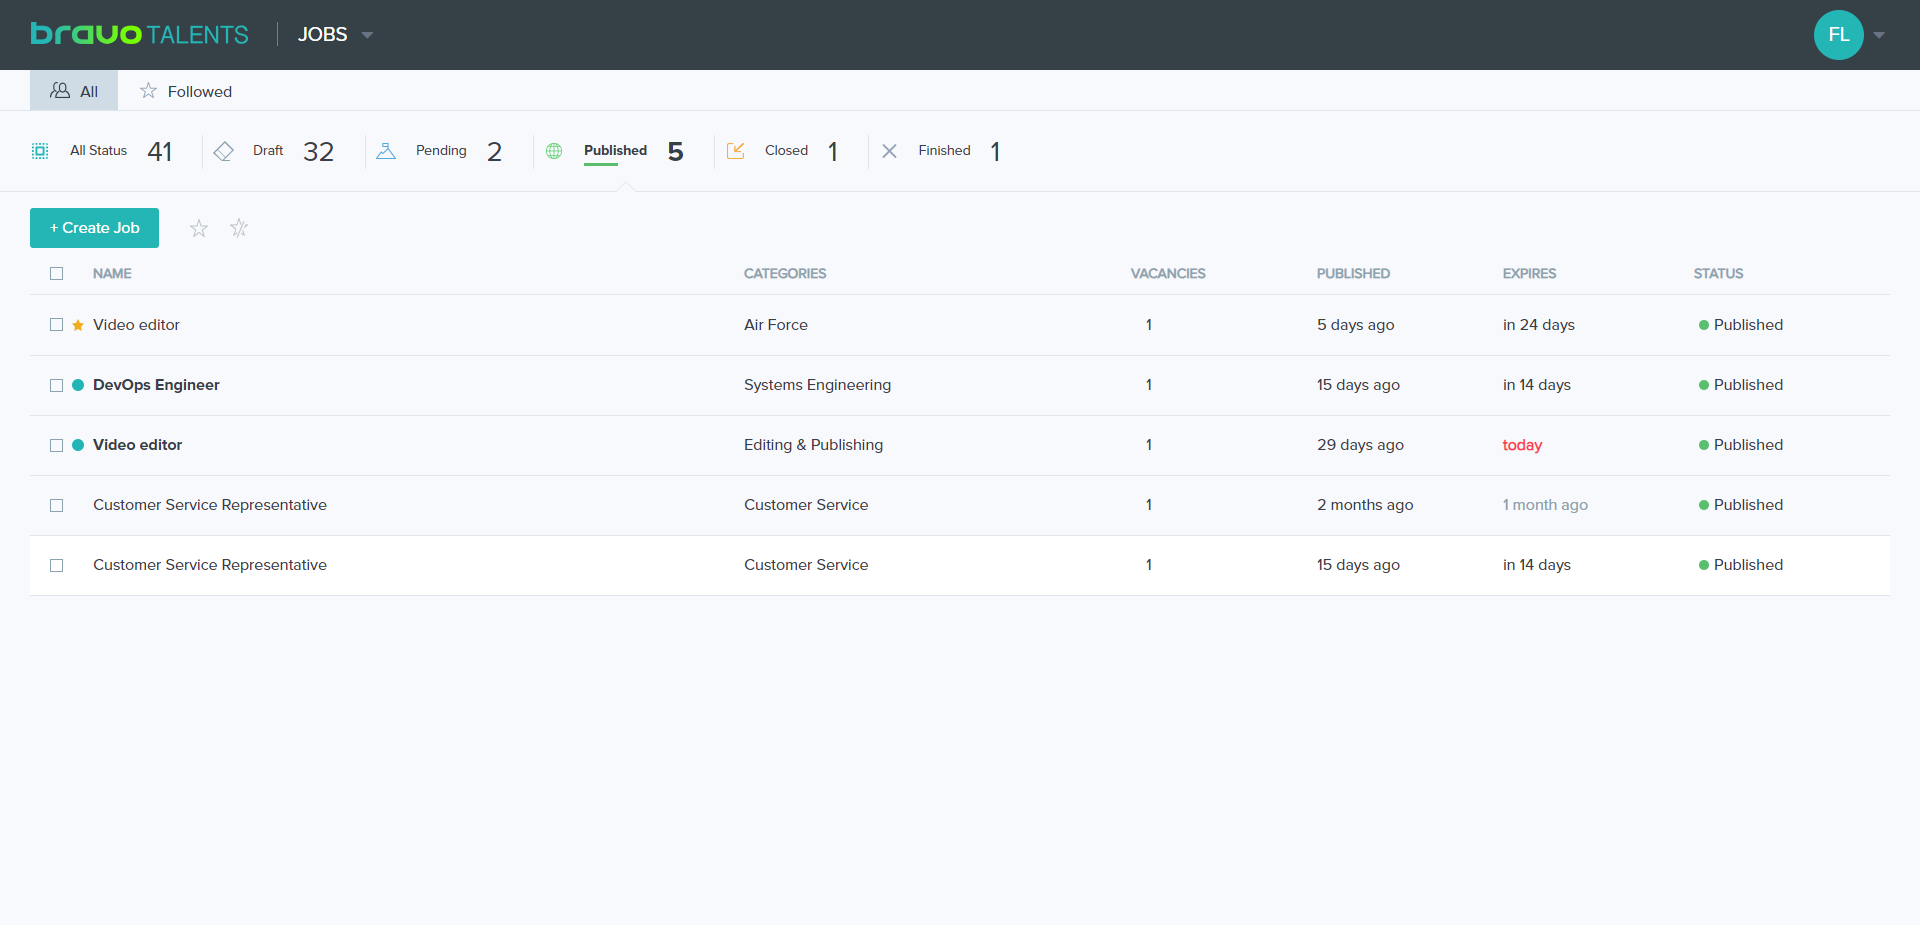 bravo TALENTS JOBS FL
All Followed
All Status 41 Draft 32 Pending 2 Published 5 Closed 1 Finished 1
+ Create Job
NAME CATEGORIES VACANCIES PUBLISHED EXPIRES STATUS
Video editor Air Force 1 5 days ago in 24 days Published
DevOps Engineer Systems Engineering 1 15 days ago in 14 days Published
Video editor Editing & Publishing 1 29 days ago today Published
Customer Service Representative Customer Service 1 2 months ago 1 month ago Published
Customer Service Representative Customer Service 1 15 days ago in 14 days Published